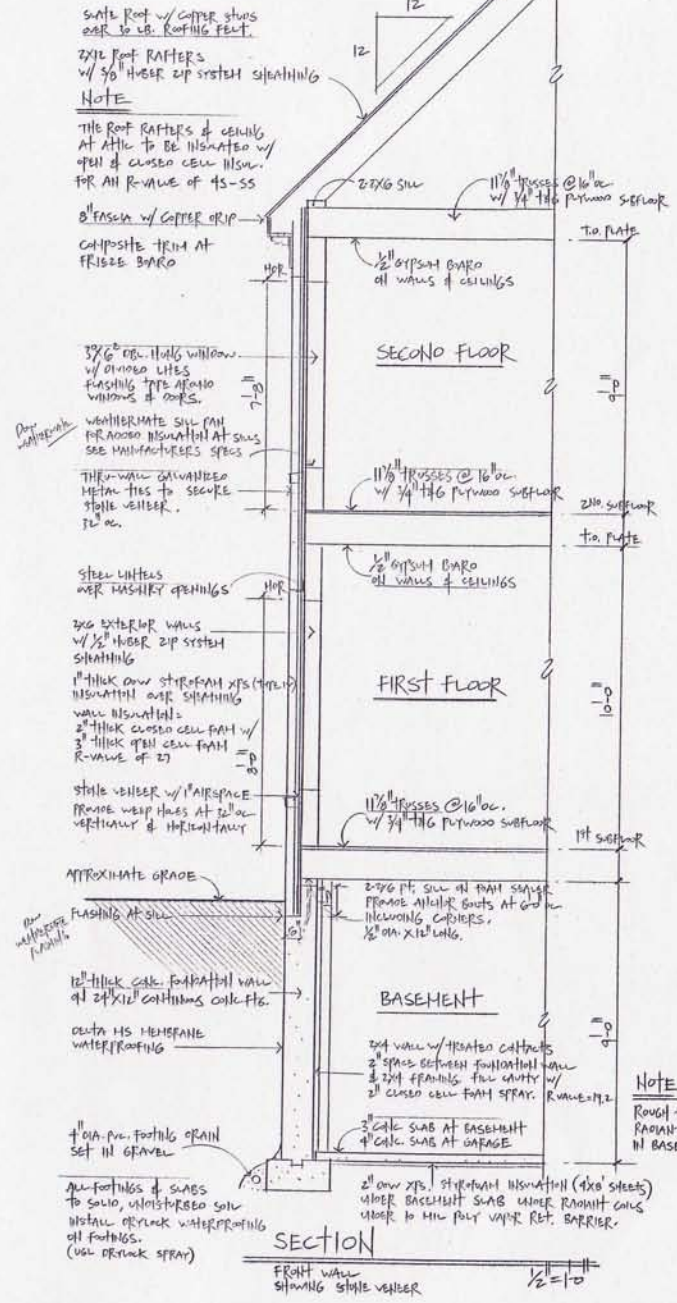 SLATE ROOF W/ COPPER STUDS
OVER 30 LB. ROOFING FELT.
2X12 ROOF RAFTERS
W/ 5/8" HUBER ZIP SYSTEM SHEATHING
12
12
NOTE
THE ROOF RAFTERS & CEILING
AT ATTIC TO BE INSULATED W/
OPEN & CLOSED CELL INSUL.
FOR AN R-VALUE OF 45-55
2-2X6 SILL
11 7/8" TRUSSES @ 16" OC
W/ 3/4" T&G PLYWOOD SUBFLOOR
8" FASCIA W/ COPPER DRIP
T.O. PLATE
COMPOSITE TRIM AT
FRIEZE BOARD
HDR
1/2" GYPSUM BOARD
ON WALLS & CEILINGS
SECOND FLOOR
DBL. HUNG WINDOW
W/ DIVIDED LITES
FLASHING TAPE AROUND
WINDOWS & DOORS.
7'-8"
DOW
WEATHERMATE
WEATHERMATE SILL PAN
FOR ADDED INSULATION AT SILLS
SEE MANUFACTURERS SPECS
THRU-WALL GALVANIZED
METAL TIES TO SECURE
STONE VENEER.
32" OC.
11 7/8" TRUSSES @ 16" OC.
W/ 3/4" T&G PLYWOOD SUBFLOOR
2ND. SUBFLOOR
T.O. PLATE
1/2" GYPSUM BOARD
ON WALLS & CEILINGS
STEEL LINTELS
OVER MASONRY OPENINGS
HDR
2X6 EXTERIOR WALLS
W/ 1/2" HUBER ZIP SYSTEM
SHEATHING
1" THICK DOW STYROFOAM XPS
INSULATION OVER SHEATHING
WALL INSULATION:
2" THICK CLOSED CELL FOAM W/
3" THICK OPEN CELL FOAM
R-VALUE OF 27
FIRST FLOOR
STONE VENEER W/ 1" AIRSPACE
PROVIDE WEEP HOLES AT 32" OC
VERTICALLY & HORIZONTALLY
11 7/8" TRUSSES @ 16" OC.
W/ 3/4" T&G PLYWOOD SUBFLOOR
1ST SUBFLOOR
APPROXIMATE GRADE
FLASHING AT SILL
DOW
FLASHING
2-2X6 PT. SILL ON FOAM SEALER
PROVIDE ANCHOR BOLTS AT 6'-0" OC
INCLUDING CORNERS.
1/2" DIA. X 12" LONG.
12" THICK CONC. FOUNDATION WALL
ON 24"X12" CONTINUOUS CONC. FTG.
BASEMENT
DELTA MS MEMBRANE
WATERPROOFING
2X4 WALL W/ TREATED CONTACTS
2" SPACE BETWEEN FOUNDATION WALL
& 2X4 FRAMING FILL CAVITY W/
2" CLOSED CELL FOAM SPRAY. R VALUE=19.2
NOTE
ROUGH
RADIANT
IN BASE
3" CONC SLAB AT BASEMENT
4" CONC. SLAB AT GARAGE
4" DIA. PVC. FOOTING DRAIN
SET IN GRAVEL
2" DOW XPS. STYROFOAM INSULATION (4X8' SHEETS)
UNDER BASEMENT SLAB UNDER RADIANT COILS
UNDER 10 MIL POLY VAPOR RET. BARRIER.
ALL FOOTINGS & SLABS
TO SOLID, UNDISTURBED SOIL
INSTALL DRYLOCK WATERPROOFING
ON FOOTINGS.
(UGL DRYLOCK SPRAY)
SECTION
FRONT WALL
SHOWING STONE VENEER
1/2"=1'-0"